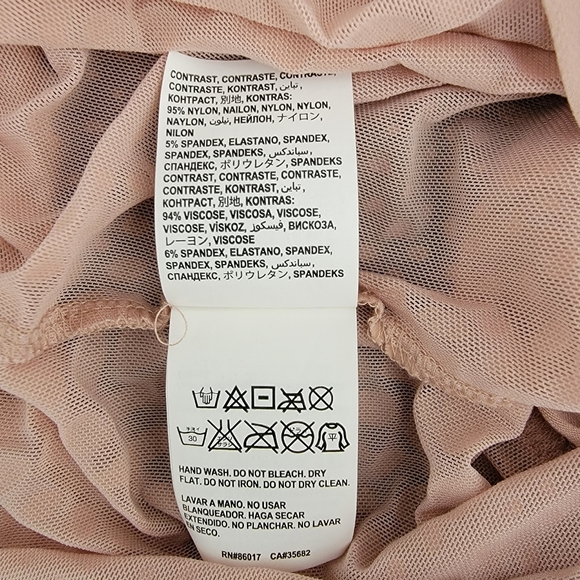 CONTRAST, CONTRASTE, CONTRASTE,
CONTRASTE, KONTRAST, تباين,
КОНТРАСТ, 別地, KONTRAS:
95% NYLON, NAILON, NYLON, NYLON,
NAYLON, نيلون, НЕЙЛОН, ナイロン,
NILON
5% SPANDEX, ELASTANO, SPANDEX,
SPANDEX, SPANDEKS, سباندكس,
СПАНДЕКС, ポリウレタン, SPANDEKS
CONTRAST, CONTRASTE, CONTRASTE,
CONTRASTE, KONTRAST, تباين,
КОНТРАСТ, 別地, KONTRAS:
94% VISCOSE, VISCOSA, VISCOSE,
VISCOSE, VİSKOZ, فيسكوز, ВИСКОЗА,
レーヨン, VISCOSE
6% SPANDEX, ELASTANO, SPANDEX,
SPANDEX, SPANDEKS, سباندكس,
СПАНДЕКС, ポリウレタン, SPANDEKS
30
平
HAND WASH. DO NOT BLEACH. DRY
FLAT. DO NOT IRON. DO NOT DRY CLEAN.
LAVAR A MANO. NO USAR
BLANQUEADOR. HAGA SECAR
EXTENDIDO. NO PLANCHAR. NO LAVAR
EN SECO.
RN#86017 CA#35682